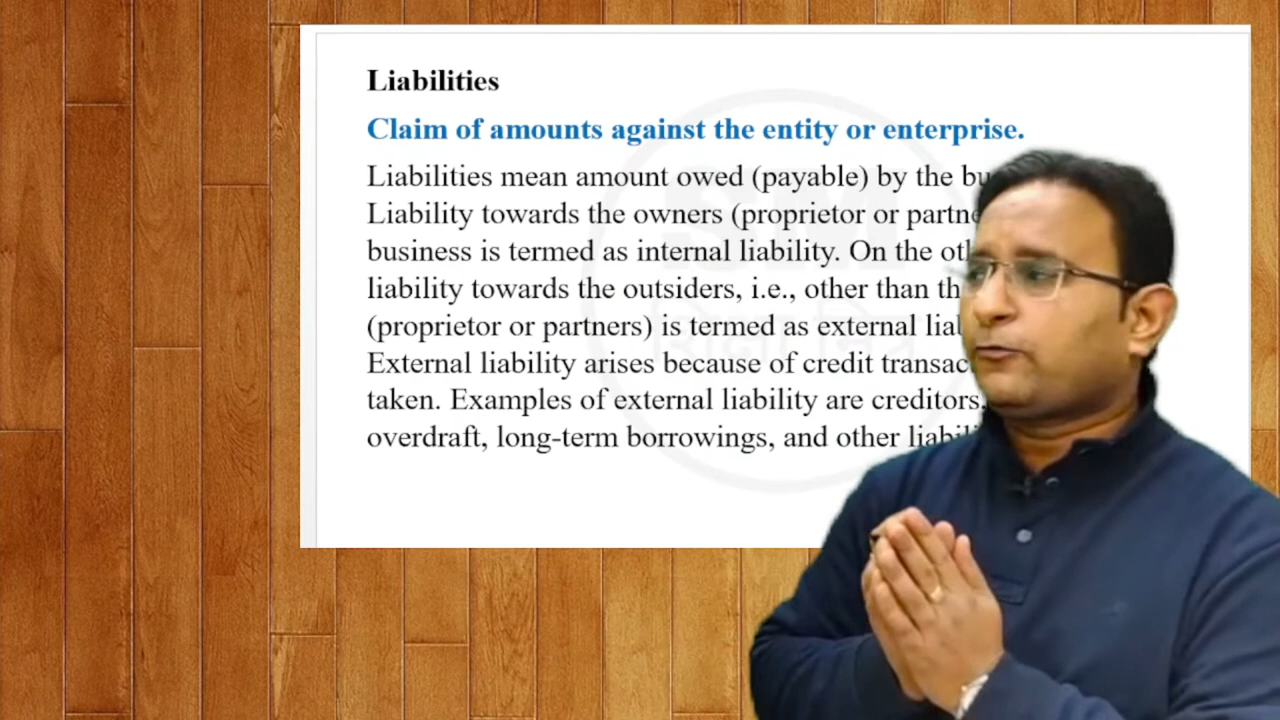 Liabilities
Claim of amounts against the entity or enterprise.
Liabilities mean amount owed (payable) by the
Liability towards the owners (proprietor or
business is termed as internal liability. On the
liability towards the outsiders, i.e., other than
(proprietor or partners) is termed as external
External liability arises because of credit
taken. Examples of external liability are creditors,
overdraft, long-term borrowings, and other
SM